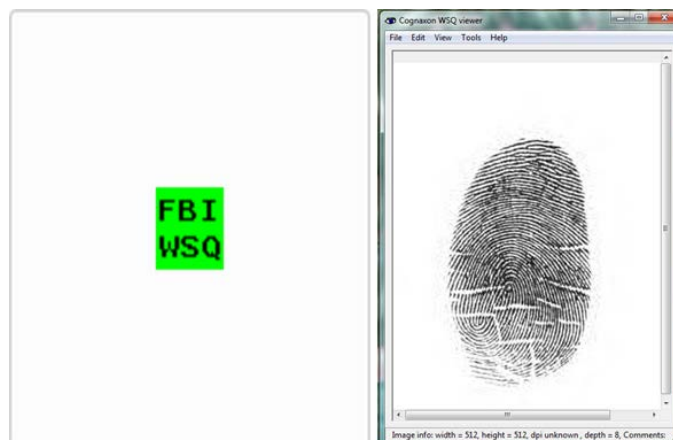 FBI
WSQ
Cognaxon WSQ viewer
File Edit View Tools Help
Image info: width = 512, height = 512, dpi unknown , depth = 8, Comments: